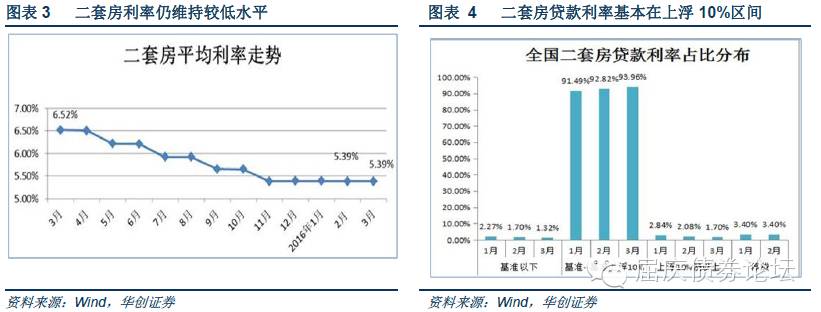 图表 3 二套房利率仍维持较低水平
二套房平均利率走势
7.00%
6.50%
6.00%
5.50%
5.00%
6.52%
5.39%
5.39%
3月 4月 5月 6月 7月 8月 9月 10月 11月 12月 2016年1月 2月 3月
资料来源：Wind，华创证券
图表 4 二套房贷款利率基本在上浮 10%区间
全国二套房贷款利率占比分布
100.00%
90.00%
80.00%
70.00%
60.00%
50.00%
40.00%
30.00%
20.00%
10.00%
0.00%
2.27% 1.70% 1.32% 91.49% 92.82% 93.96% 2.84% 2.08% 1.70% 3.40% 3.40%
1月 2月 3月 1月 2月 3月 1月 2月 3月 1月 2月
基准以下 基准 浮10% 上浮
屈庆债券论坛
资料来源：Wind，华创证券